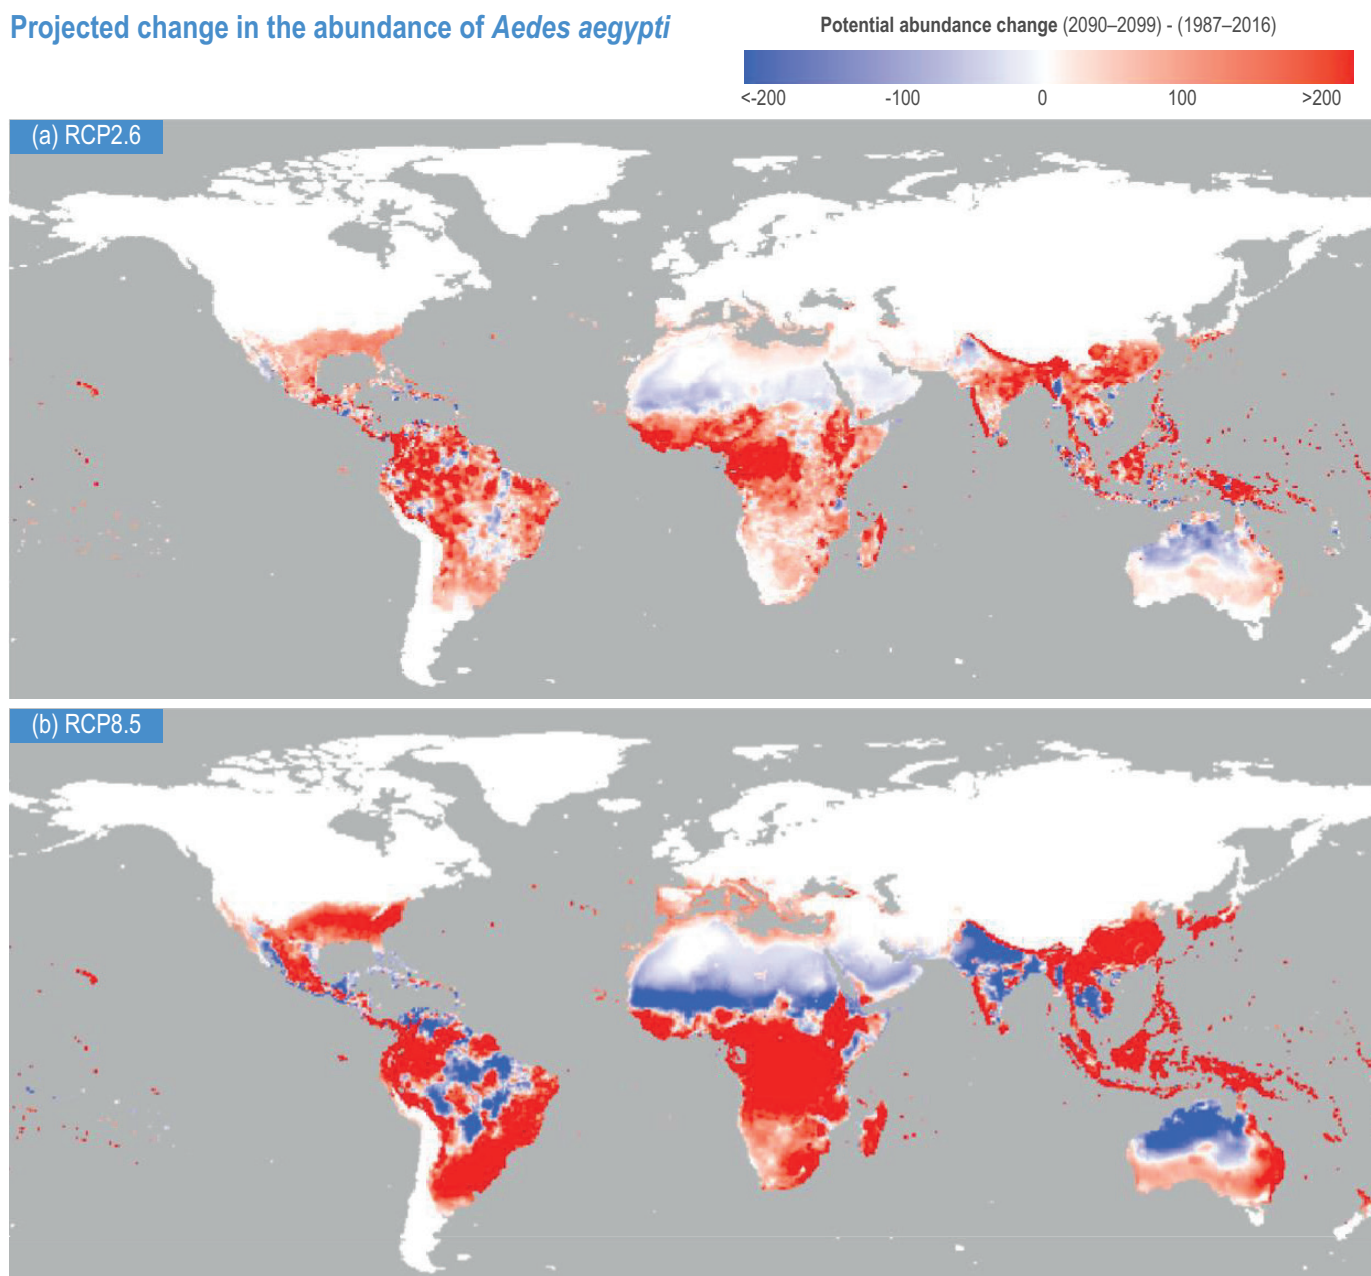 Projected change in the abundance of Aedes aegypti
Potential abundance change (2090–2099) - (1987–2016)
<-200 -100 0 100 >200
(a) RCP2.6
(b) RCP8.5